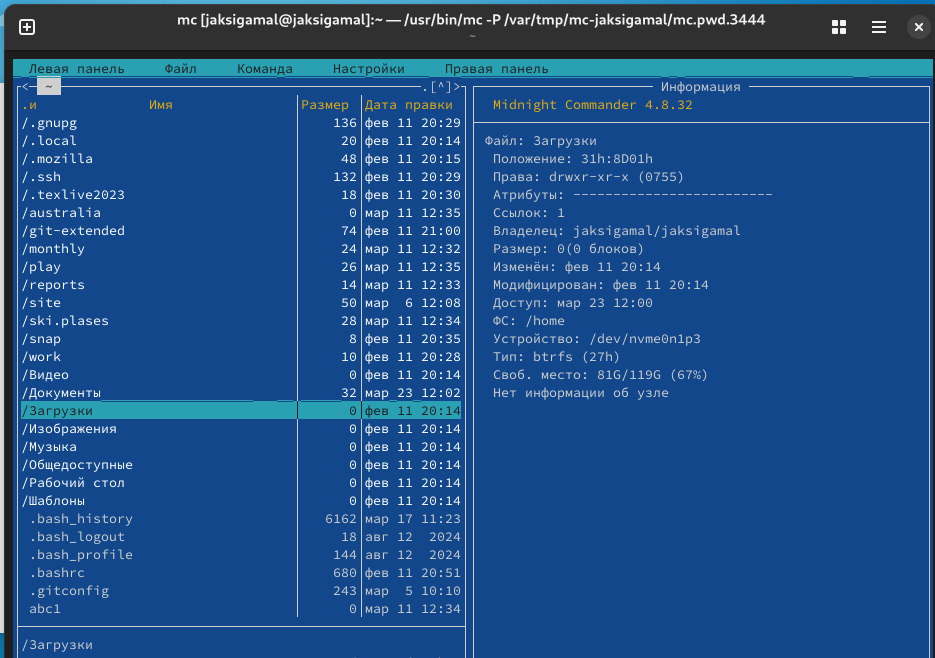 mc [jaksigamal@jaksigamal]:~ — /usr/bin/mc -P /var/tmp/mc-jaksigamal/mc.pwd.3444
~
Левая панель Файл Команда Настройки Правая панель
<─ ~ .[^]>
.и Имя Размер Дата правки
/.gnupg 136 фев 11 20:29
/.local 20 фев 11 20:14
/.mozilla 48 фев 11 20:15
/.ssh 132 фев 11 20:29
/.texlive2023 18 фев 11 20:30
/australia 0 мар 11 12:35
/git-extended 74 фев 11 21:00
/monthly 24 мар 11 12:32
/play 26 мар 11 12:35
/reports 14 мар 11 12:33
/site 50 мар 6 12:08
/ski.plases 28 мар 11 12:34
/snap 8 фев 11 20:35
/work 10 фев 11 20:28
/Видео 0 фев 11 20:14
/Документы 32 мар 23 12:02
/Загрузки 0 фев 11 20:14
/Изображения 0 фев 11 20:14
/Музыка 0 фев 11 20:14
/Общедоступные 0 фев 11 20:14
/Рабочий стол 0 фев 11 20:14
/Шаблоны 0 фев 11 20:14
.bash_history 6162 мар 17 11:23
.bash_logout 18 авг 12 2024
.bash_profile 144 авг 12 2024
.bashrc 680 фев 11 20:51
.gitconfig 243 мар 5 10:10
abc1 0 мар 11 12:34
/Загрузки
Информация
Midnight Commander 4.8.32
Файл: Загрузки
Положение: 31h:8D01h
Права: drwxr-xr-x (0755)
Атрибуты: -------------------------
Ссылок: 1
Владелец: jaksigamal/jaksigamal
Размер: 0(0 блоков)
Изменён: фев 11 20:14
Модифицирован: фев 11 20:14
Доступ: мар 23 12:00
ФС: /home
Устройство: /dev/nvme0n1p3
Тип: btrfs (27h)
Своб. место: 81G/119G (67%)
Нет информации об узле